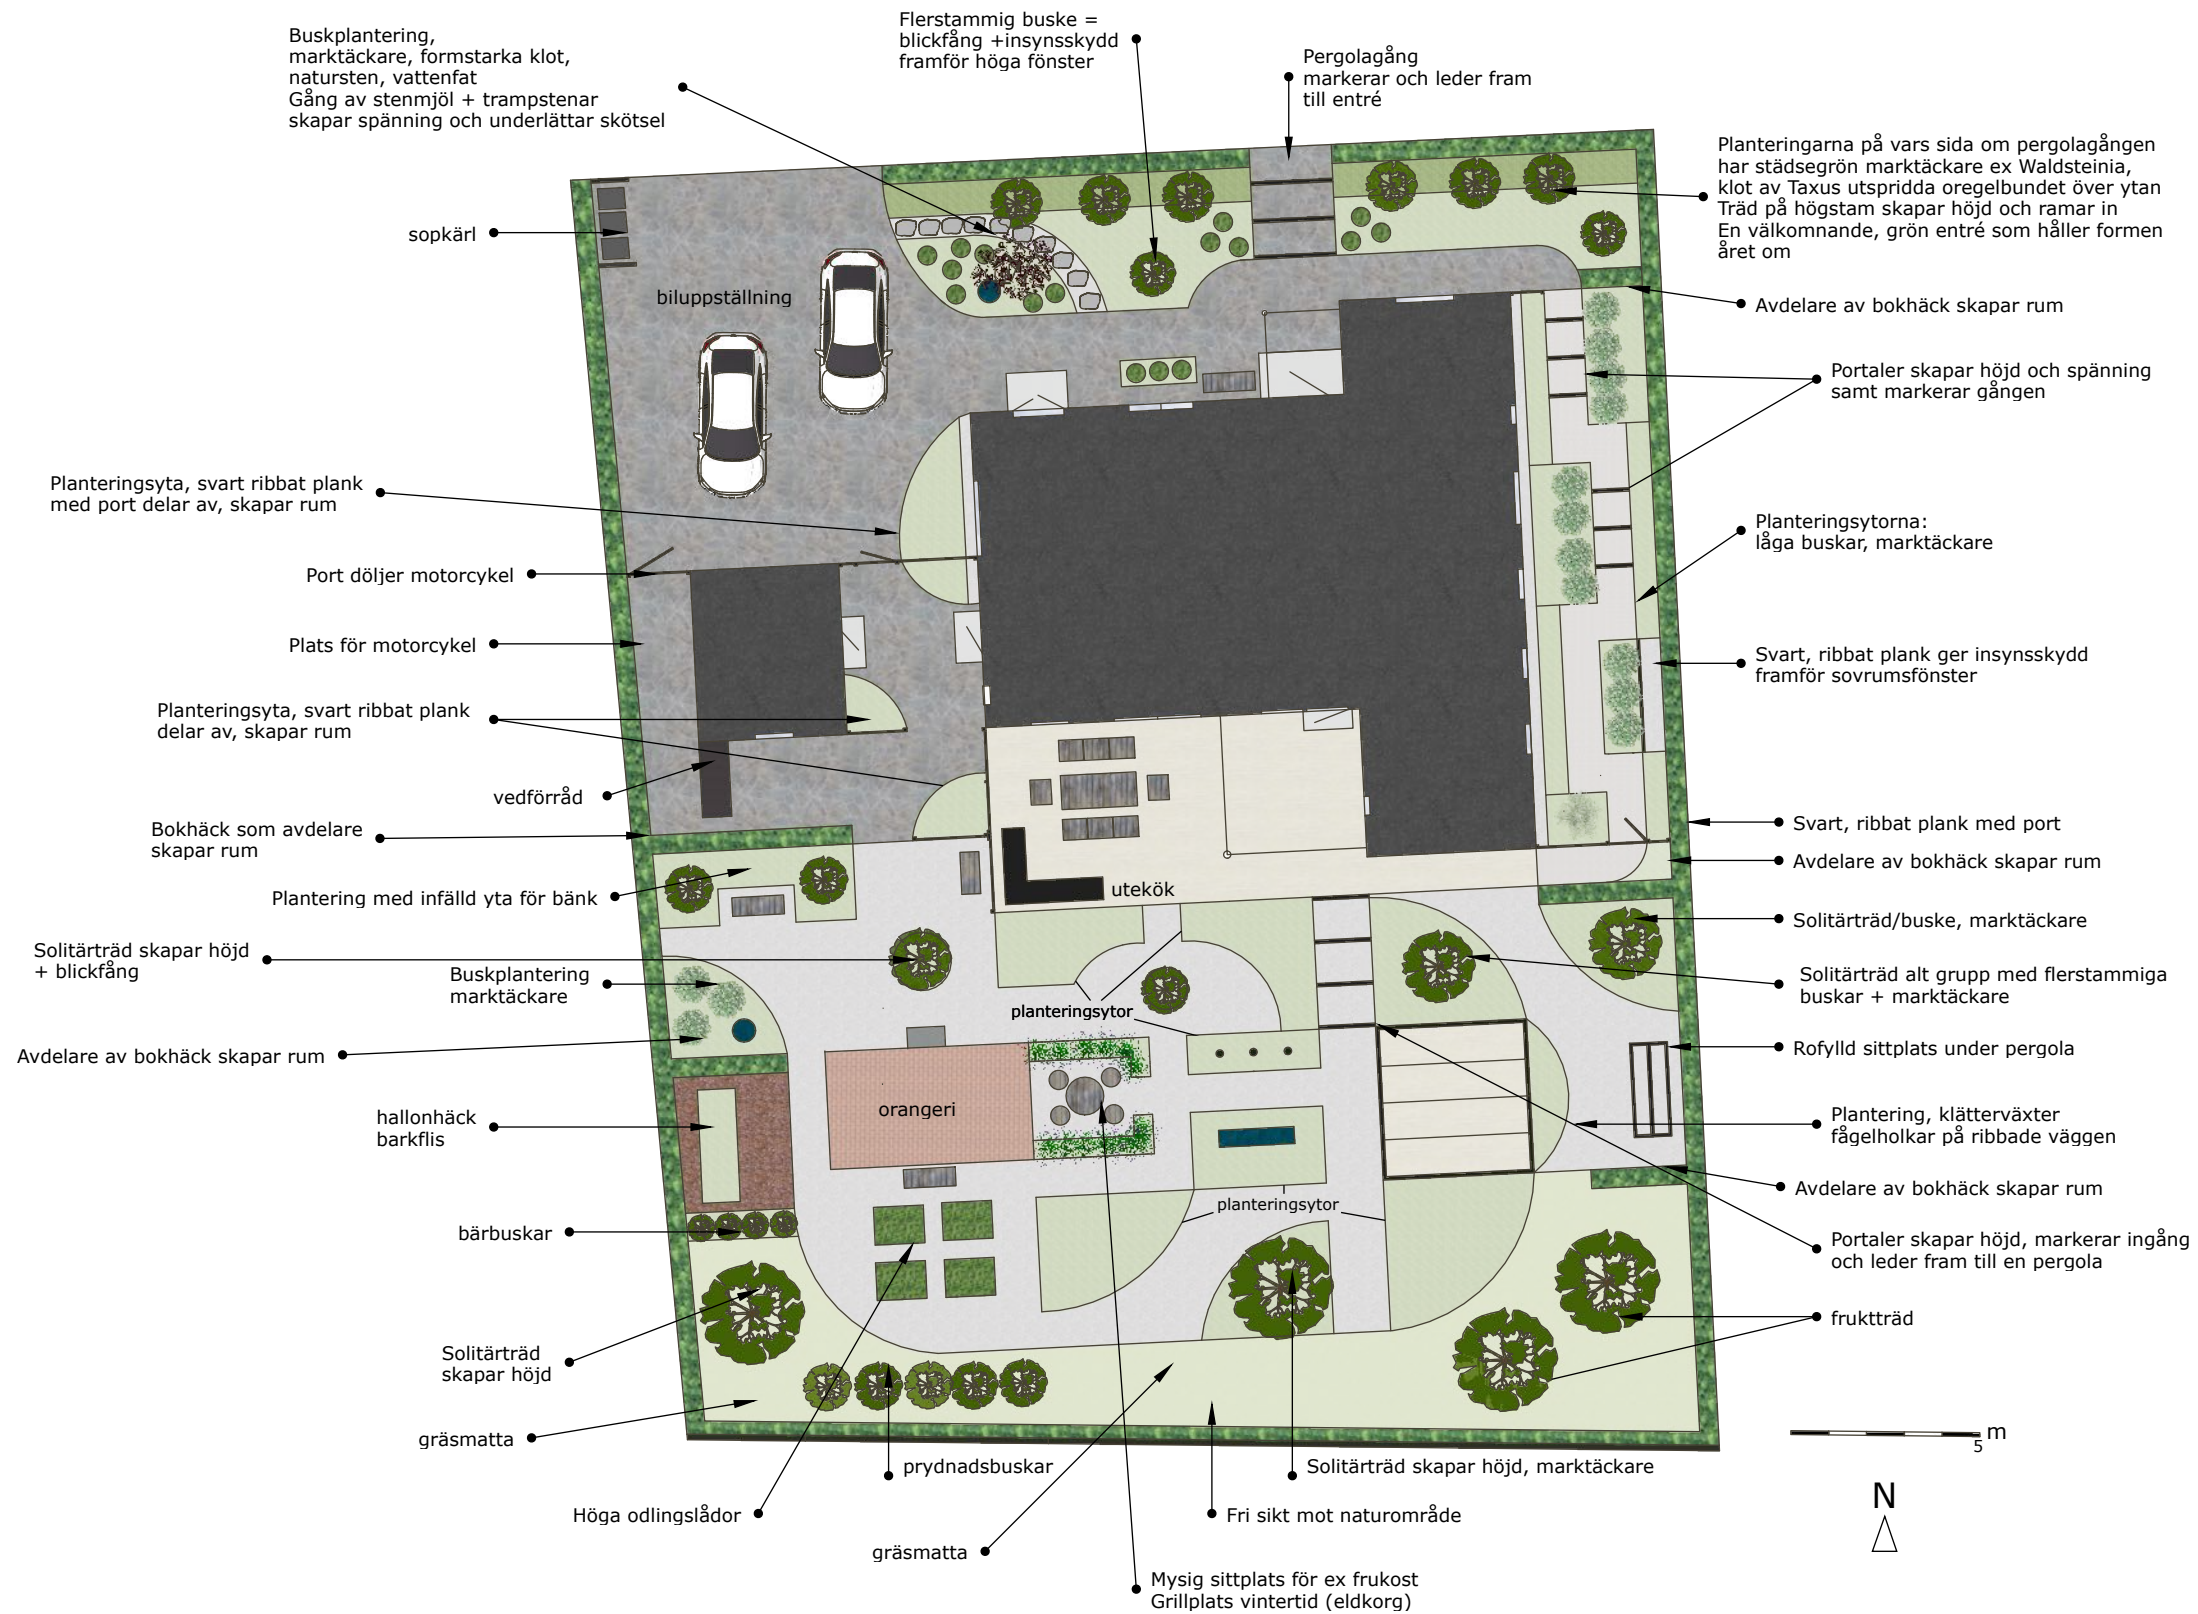 Buskplantering,
marktäckare, formstarka klot,
natursten, vattenfat
Gång av stenmjöl + trampstenar
skapar spänning och underlättar skötsel
Flerstammig buske =
blickfång +insynsskydd
framför höga fönster
Pergolagång
markerar och leder fram
till entré
Planteringarna på vars sida om pergolagången
har städsegrön marktäckare ex Waldsteinia,
klot av Taxus utspridda oregelbundet över ytan
Träd på högstam skapar höjd och ramar in
En välkomnande, grön entré som håller formen
året om
sopkärl
biluppställning
Avdelare av bokhäck skapar rum
Portaler skapar höjd och spänning
samt markerar gången
Planteringsyta, svart ribbat plank
med port delar av, skapar rum
Planteringsytorna:
låga buskar, marktäckare
Port döljer motorcykel
Plats för motorcykel
Svart, ribbat plank ger insynsskydd
framför sovrumsfönster
Planteringsyta, svart ribbat plank
delar av, skapar rum
vedförråd
Bokhäck som avdelare
skapar rum
Svart, ribbat plank med port
Avdelare av bokhäck skapar rum
utekök
Plantering med infälld yta för bänk
Solitärträd/buske, marktäckare
Solitärträd skapar höjd
+ blickfång
Buskplantering
marktäckare
Solitärträd alt grupp med flerstammiga
buskar + marktäckare
planteringsytor
Avdelare av bokhäck skapar rum
Rofylld sittplats under pergola
hallonhäck
barkflis
orangeri
Plantering, klätterväxter
fågelholkar på ribbade väggen
Avdelare av bokhäck skapar rum
planteringsytor
bärbuskar
Portaler skapar höjd, markerar ingång
och leder fram till en pergola
fruktträd
Solitärträd
skapar höjd
gräsmatta
5 m
prydnadsbuskar
Solitärträd skapar höjd, marktäckare
N
Höga odlingslådor
Fri sikt mot naturområde
gräsmatta
Mysig sittplats för ex frukost
Grillplats vintertid (eldkorg)